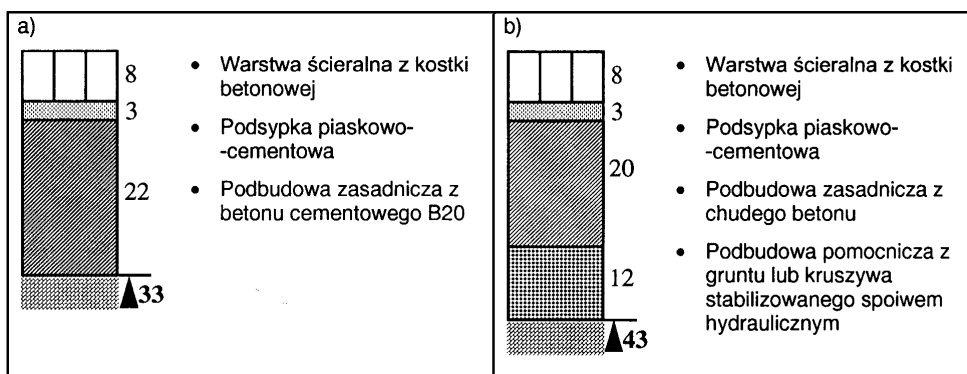 a)
8
3
22
33
• Warstwa ścieralna z kostki
betonowej
• Podsypka piaskowo-
-cementowa
• Podbudowa zasadnicza z
betonu cementowego B20
b)
8
3
20
12
43
• Warstwa ścieralna z kostki
betonowej
• Podsypka piaskowo-
-cementowa
• Podbudowa zasadnicza z
chudego betonu
• Podbudowa pomocnicza z
gruntu lub kruszywa
stabilizowanego spoiwem
hydraulicznym